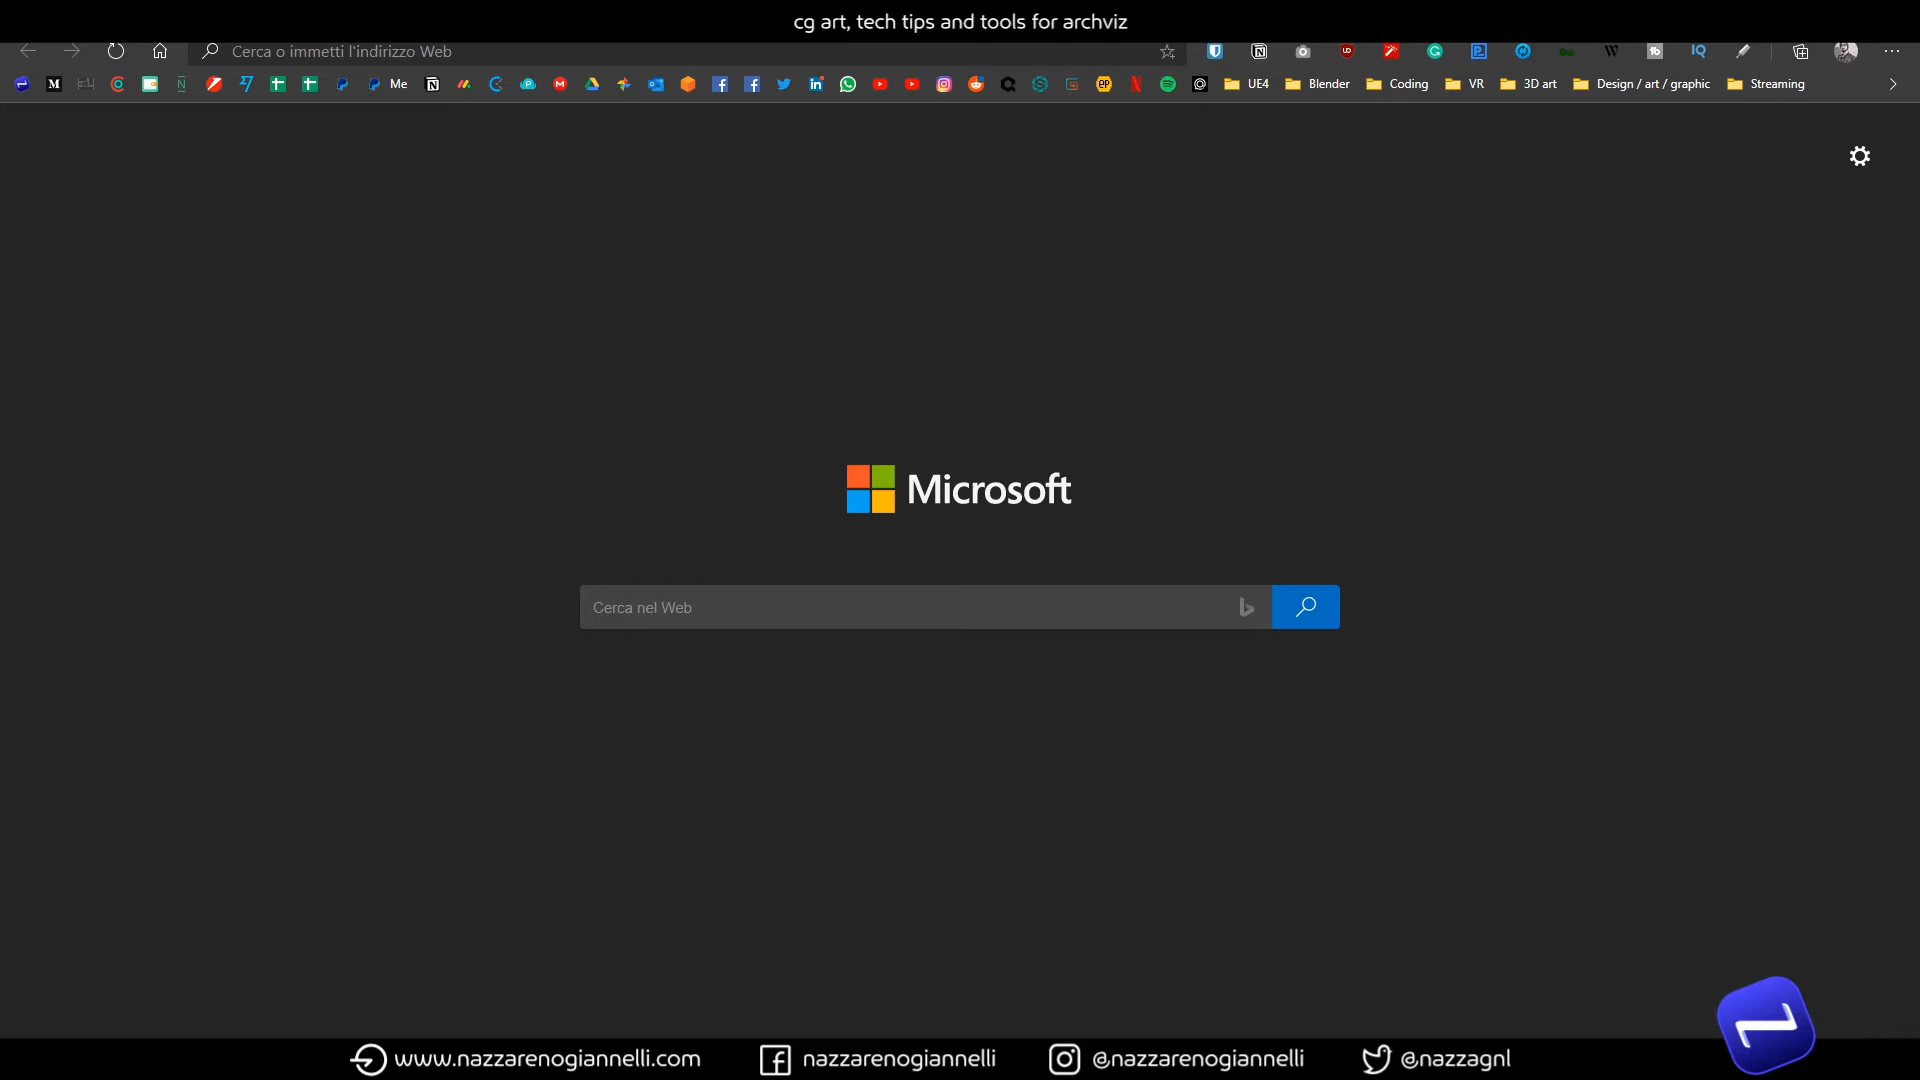 cg art, tech tips and tools for archviz
Cerca o immetti l'indirizzo Web
Me
UE4
Blender
Coding
VR
3D art
Design / art / graphic
Streaming
Microsoft
Cerca nel Web
www.nazzarenogiannelli.com
nazzarenogiannelli
@nazzarenogiannelli
@nazzagnl